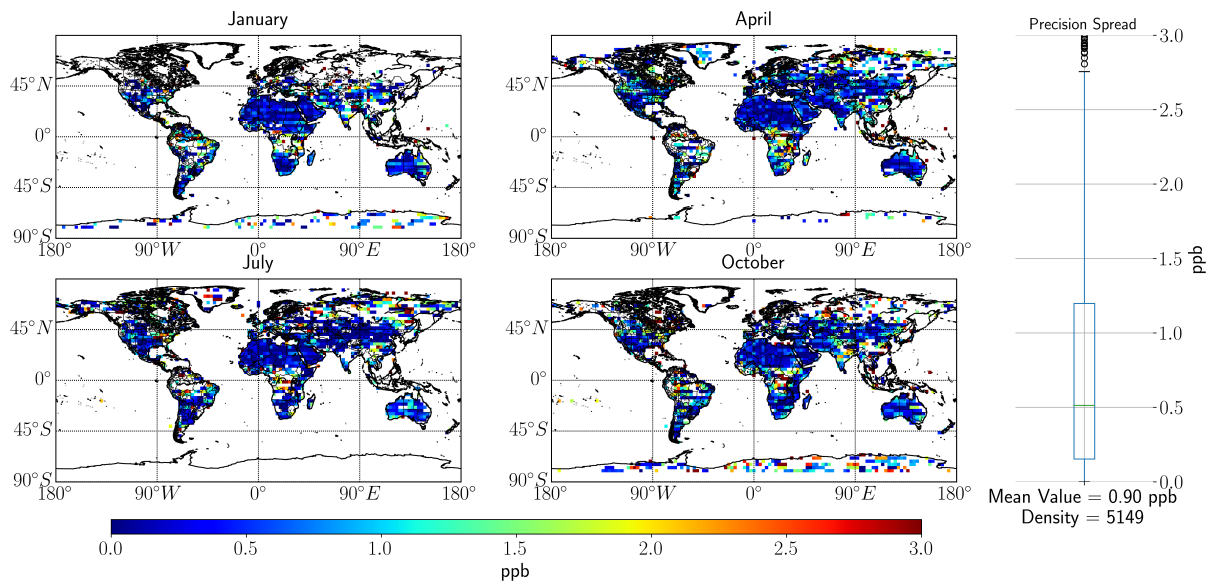 January
April
Precision Spread
45°N
0°
45°S
90°S
180°
90°W
0°
90°E
180°
45°N
0°
45°S
90°S
180°
90°W
0°
90°E
180°
July
October
45°N
0°
45°S
90°S
180°
90°W
0°
90°E
180°
45°N
0°
45°S
90°S
180°
90°W
0°
90°E
180°
3.0
2.5
2.0
1.5
1.0
0.5
0.0
ppb
Mean Value = 0.90 ppb
Density = 5149
0.0
0.5
1.0
1.5
2.0
2.5
3.0
ppb